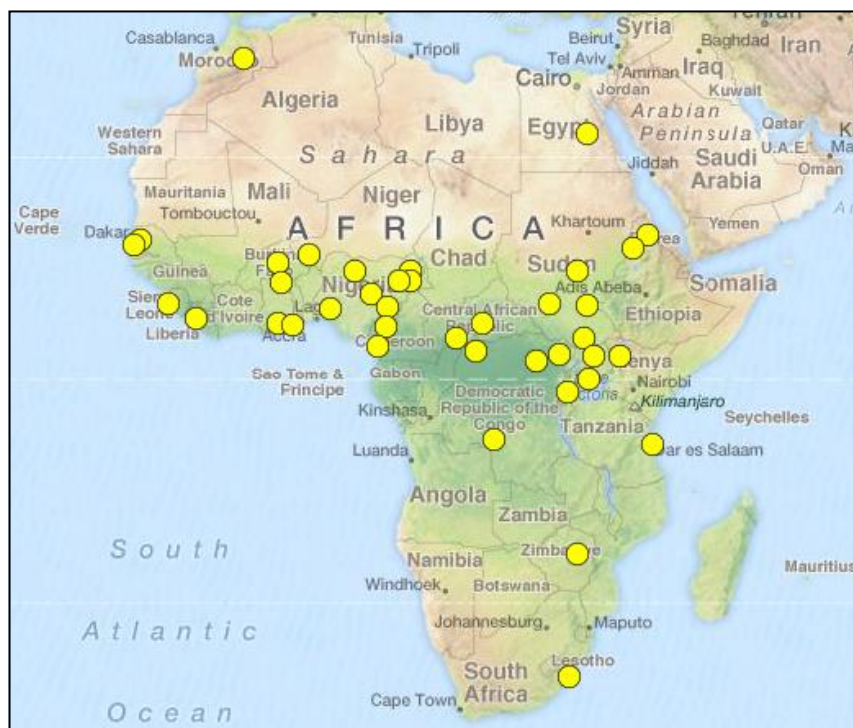 Casablanca
Morocco
Tunisia
Tripoli
Algeria
Libya
Western
Sahara
Sahara
Mauritania
Mali
Niger
Tombouctou
Cape
Verde
Dakar
AFRICA
Chad
Khartoum
Cairo
Egypt
Beirut
Syria
Tel Aviv
Amman
Jordan
Baghdad
Iraq
Tehran
Iran
Kuwait
Arabian
Peninsula
Qatar
U.A.E.
Oman
Jiddah
Saudi
Arabia
Yemen
Guinea
Sierra
Leone
Liberia
Cote
d'Ivoire
Burkina
Faso
Accra
Nigeria
Cameroon
Central African
Republic
Sudan
Addis Abeba
Ethiopia
Somalia
Sao Tome &
Principe
Gabon
Kinshasa
Democratic
Republic of the
Congo
Kenya
Nairobi
Kilimanjaro
Tanzania
Dar es Salaam
Seychelles
Luanda
Angola
Zambia
Zimbabwe
Namibia
Windhoek
Botswana
Johannesburg
Maputo
Lesotho
South
Africa
Cape Town
Mauritius
South
Atlantic
Ocean